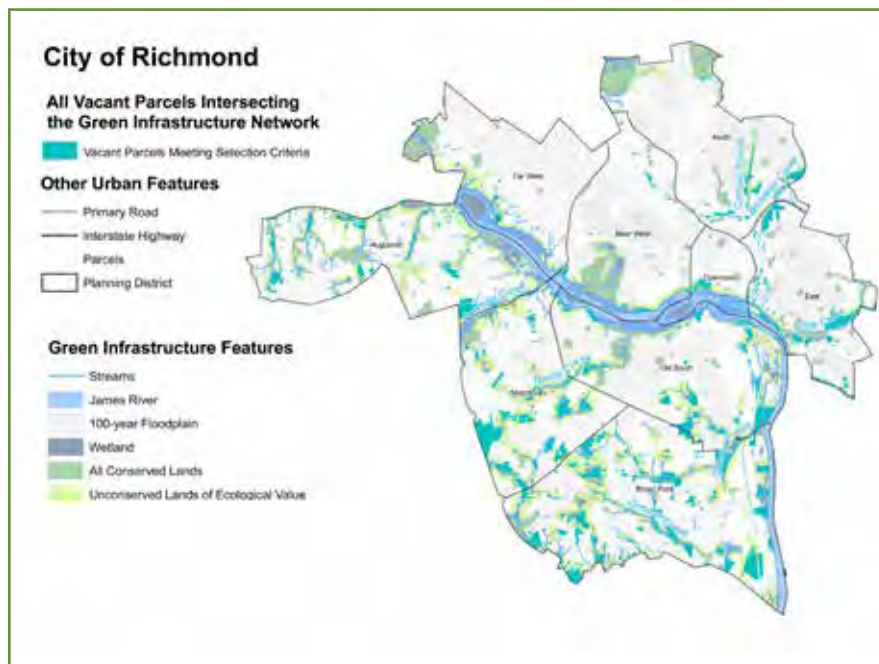 City of Richmond
All Vacant Parcels Intersecting
the Green Infrastructure Network
Vacant Parcels Meeting Selection Criteria
Other Urban Features
Primary Road
Interstate Highway
Parcels
Planning District
Green Infrastructure Features
Streams
James River
100-year Floodplain
Wetland
All Conserved Lands
Unconserved Lands of Ecological Value
North
Far West
Near West
Huguenot
East
Old South
Broad Rock